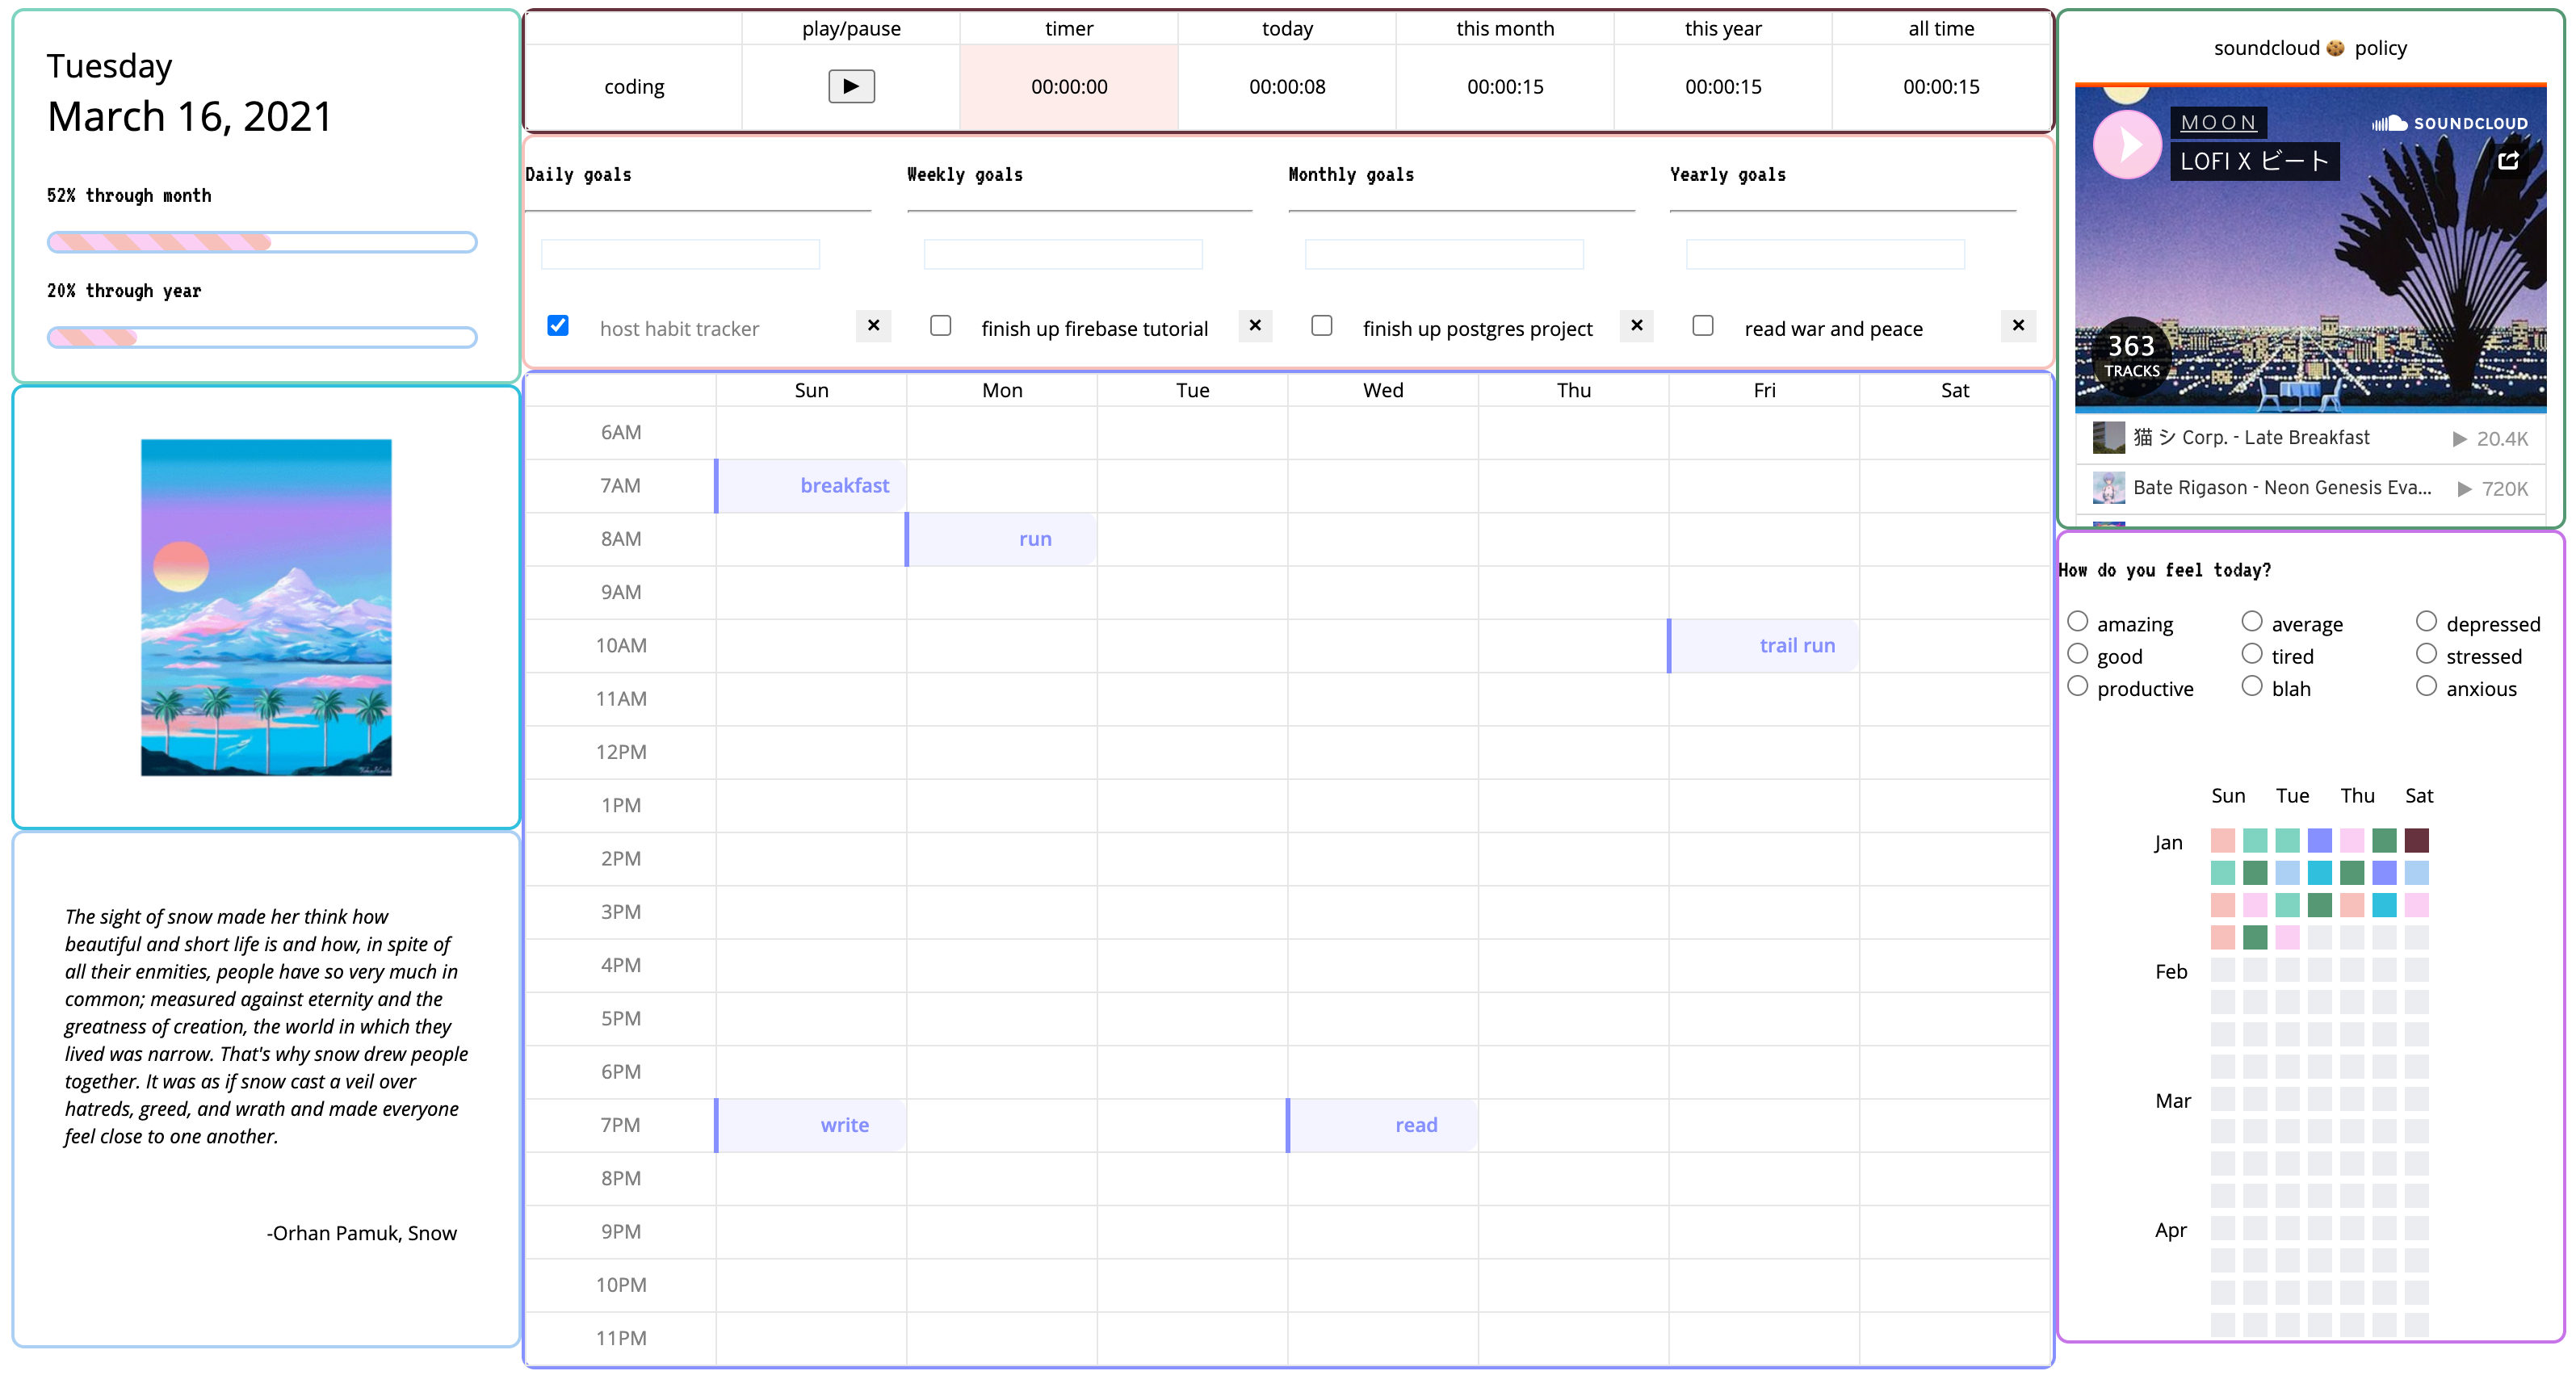 Tuesday
March 16, 2021
52% through month
20% through year
The sight of snow made her think how
beautiful and short life is and how, in spite of
all their enmities, people have so very much in
common; measured against eternity and the
greatness of creation, the world in which they
lived was narrow. That's why snow drew people
together. It was as if snow cast a veil over
hatreds, greed, and wrath and made everyone
feel close to one another.
-Orhan Pamuk, Snow
play/pause timer today this month this year all time
coding 00:00:00 00:00:08 00:00:15 00:00:15 00:00:15
Daily goals Weekly goals Monthly goals Yearly goals
host habit tracker × finish up firebase tutorial × finish up postgres project × read war and peace ×
Sun Mon Tue Wed Thu Fri Sat
6AM
7AM breakfast
8AM run
9AM
10AM trail run
11AM
12PM
1PM
2PM
3PM
4PM
5PM
6PM
7PM write read
8PM
9PM
10PM
11PM
soundcloud 🍪 policy
MOON SOUNDCLOUD
LOFI X ビート
363
TRACKS
猫 シ Corp. - Late Breakfast 20.4K
Bate Rigason - Neon Genesis Eva... 720K
How do you feel today?
amazing average depressed
good tired stressed
productive blah anxious
Sun Tue Thu Sat
Jan
Feb
Mar
Apr